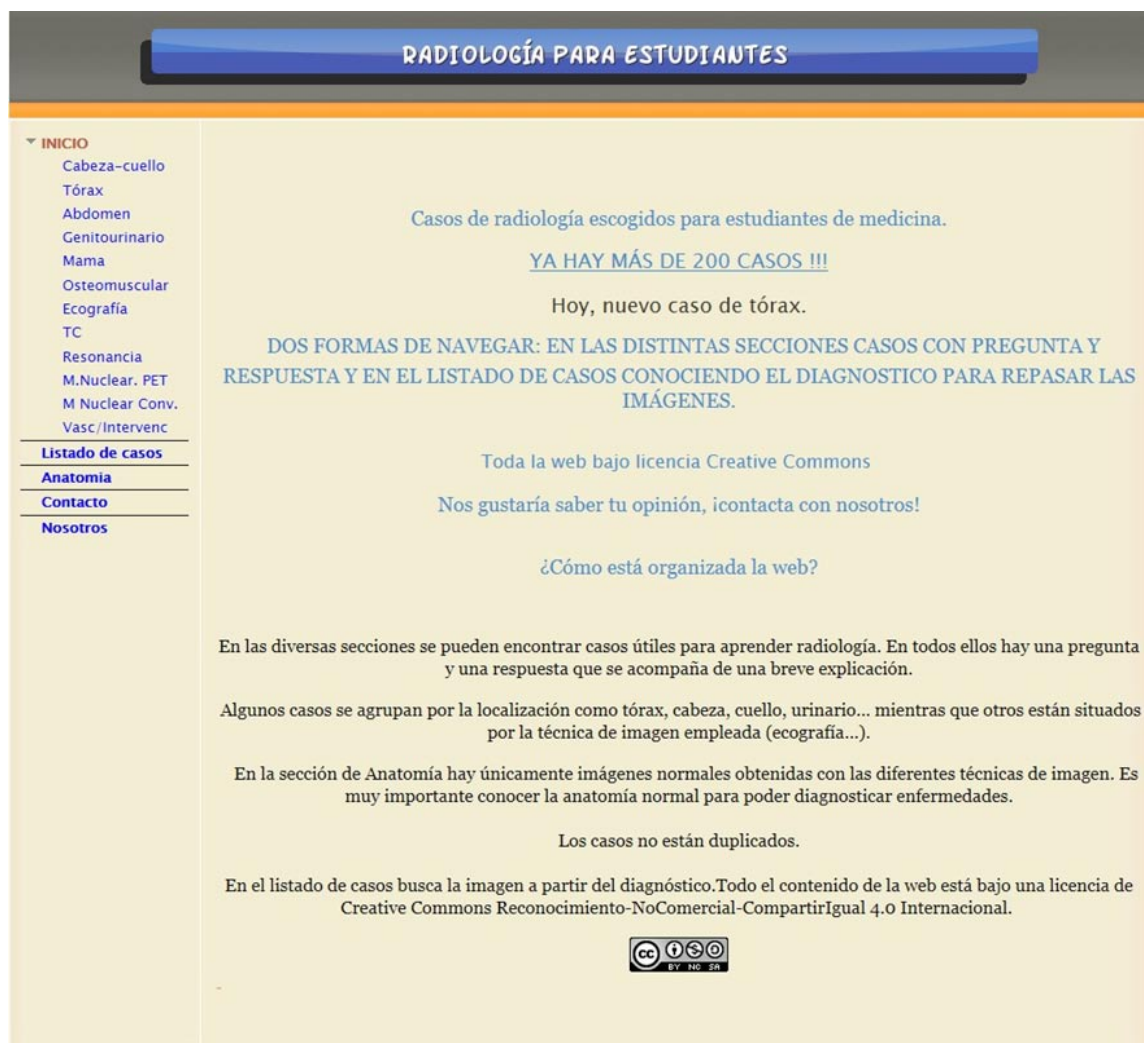 RADIOLOGÍA PARA ESTUDIANTES
INICIO
Cabeza-cuello
Tórax
Abdomen
Genitourinario
Mama
Osteomuscular
Ecografía
TC
Resonancia
M.Nuclear. PET
M Nuclear Conv.
Vasc/Intervenc
Listado de casos
Anatomia
Contacto
Nosotros
Casos de radiología escogidos para estudiantes de medicina.
YA HAY MÁS DE 200 CASOS !!!
Hoy, nuevo caso de tórax.
DOS FORMAS DE NAVEGAR: EN LAS DISTINTAS SECCIONES CASOS CON PREGUNTA Y
RESPUESTA Y EN EL LISTADO DE CASOS CONOCIENDO EL DIAGNOSTICO PARA REPASAR LAS
IMÁGENES.
Toda la web bajo licencia Creative Commons
Nos gustaría saber tu opinión, ¡contacta con nosotros!
¿Cómo está organizada la web?
En las diversas secciones se pueden encontrar casos útiles para aprender radiología. En todos ellos hay una pregunta
y una respuesta que se acompaña de una breve explicación.
Algunos casos se agrupan por la localización como tórax, cabeza, cuello, urinario... mientras que otros están situados
por la técnica de imagen empleada (ecografía...).
En la sección de Anatomía hay únicamente imágenes normales obtenidas con las diferentes técnicas de imagen. Es
muy importante conocer la anatomía normal para poder diagnosticar enfermedades.
Los casos no están duplicados.
En el listado de casos busca la imagen a partir del diagnóstico.Todo el contenido de la web está bajo una licencia de
Creative Commons Reconocimiento-NoComercial-CompartirIgual 4.0 Internacional.
cc
BY NC SA